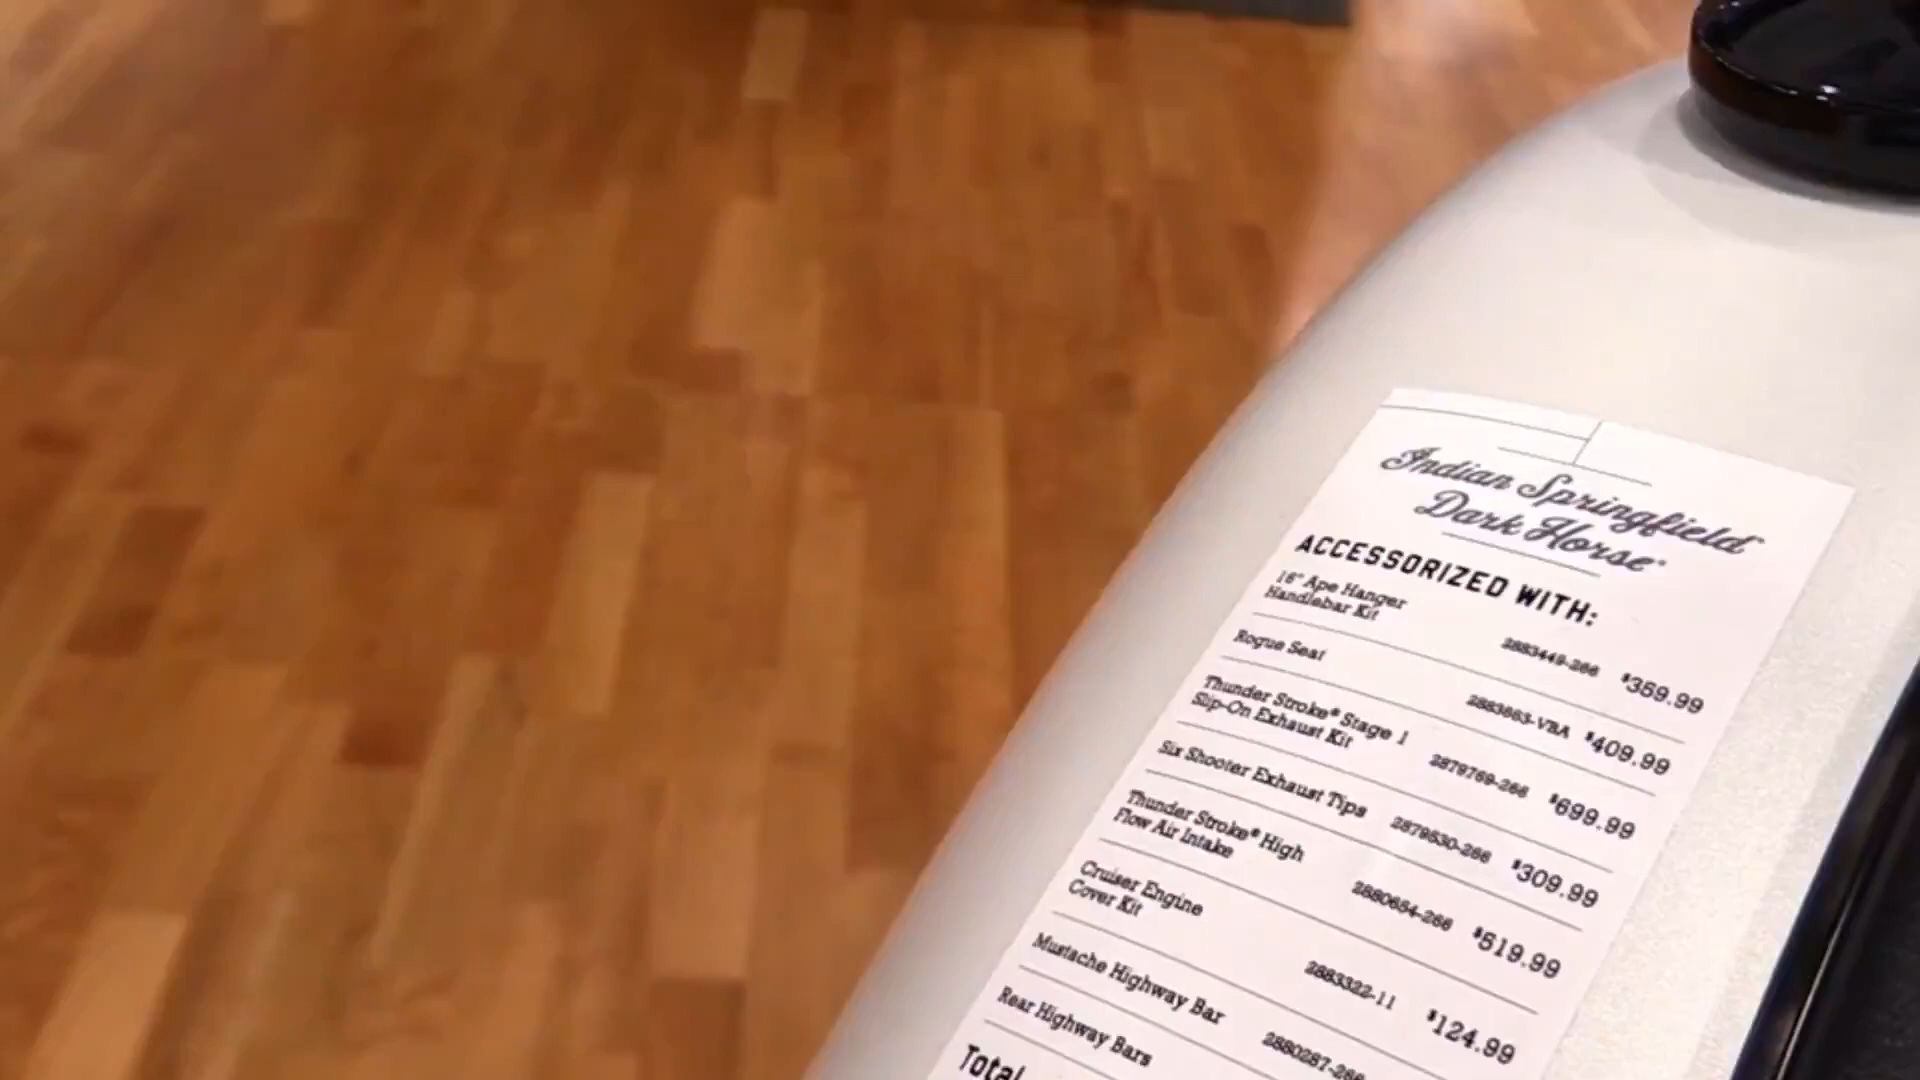 Indian Springfield
Dark Horse®
ACCESSORIZED WITH:
16" Ape Hanger
Handlebar Kit 2883449-266 $359.99
Rogue Seat 2883663-VBA $409.99
Thunder Stroke® Stage 1
Slip-On Exhaust Kit 2879769-266 $699.99
Six Shooter Exhaust Tips 2879530-266 $309.99
Thunder Stroke® High
Flow Air Intake 2880654-266 $519.99
Cruiser Engine
Cover Kit 2883322-11 $124.99
Mustache Highway Bar 2880287-266
Rear Highway Bars
Total